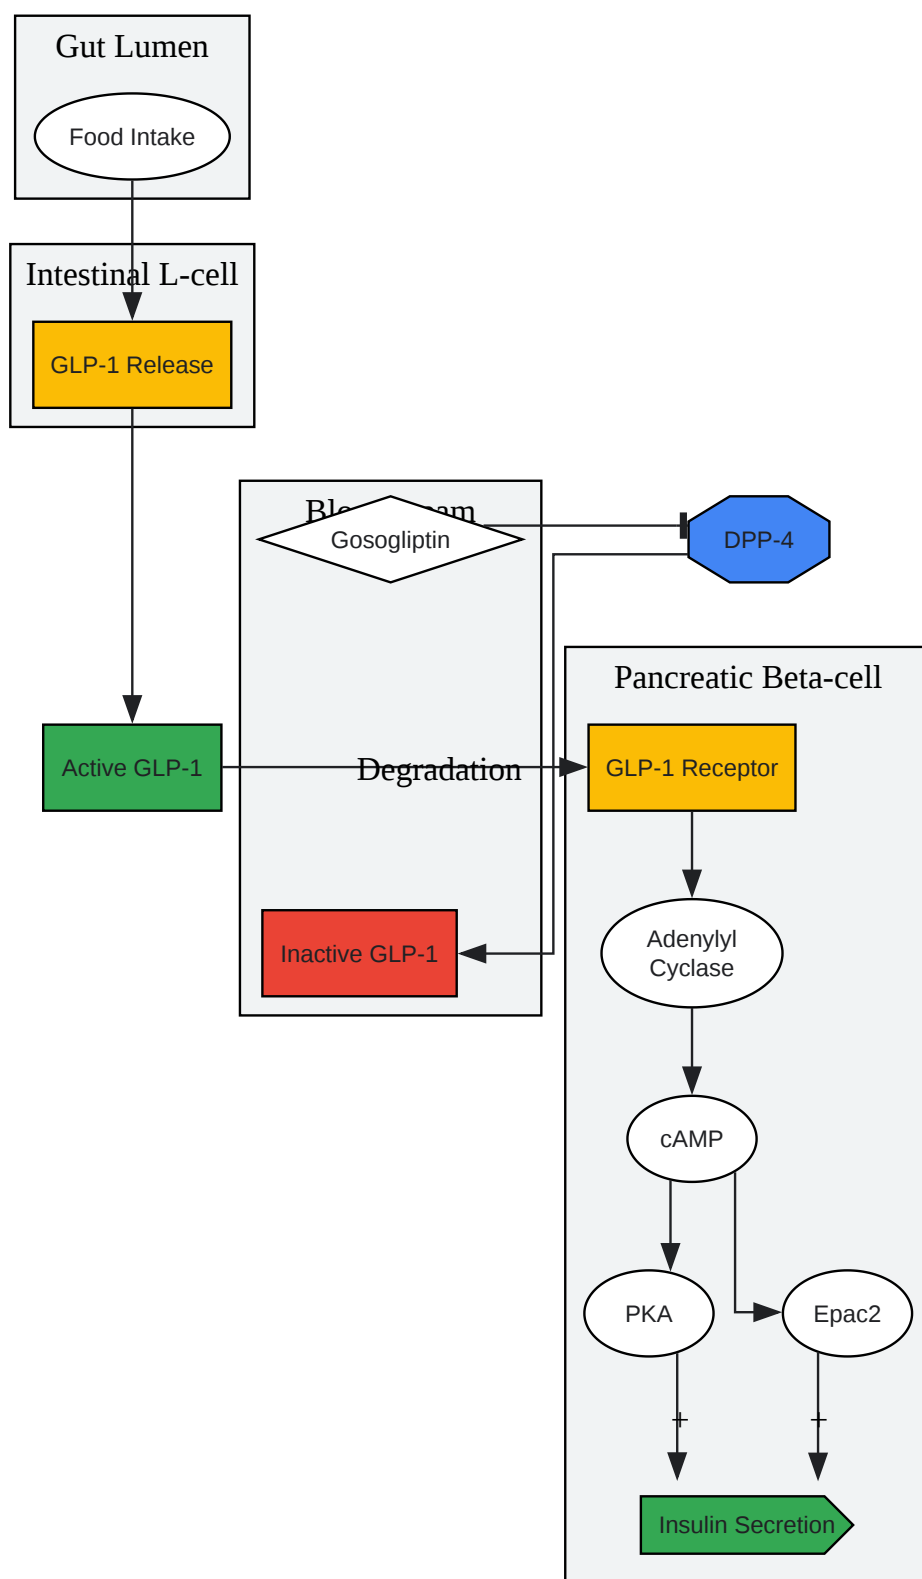 Gut Lumen
Food Intake
Intestinal L-cell
GLP-1 Release
Gosogliptin
DPP-4
Pancreatic Beta-cell
Active GLP-1
Degradation
GLP-1 Receptor
Inactive GLP-1
Adenylyl
Cyclase
cAMP
PKA
Epac2
+
+
Insulin Secretion